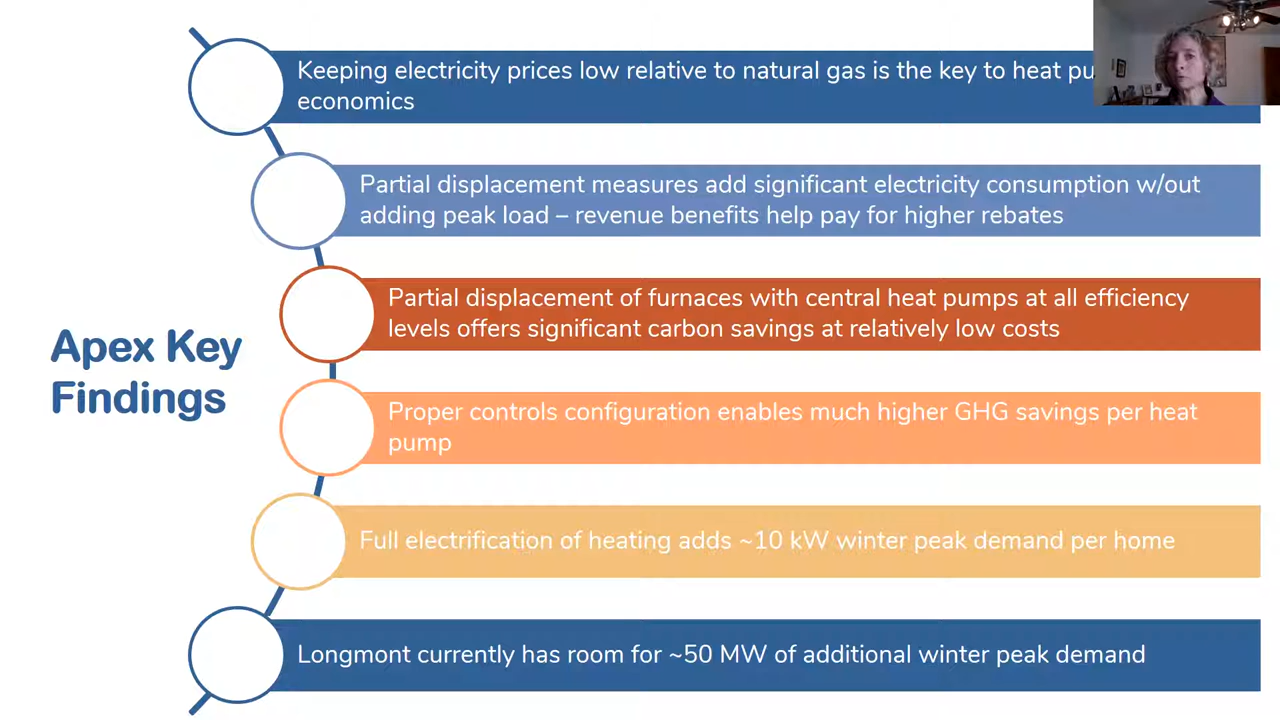 Keeping electricity prices low relative to natural gas is the key to heat
economics
Partial displacement measures add significant electricity consumption w/out
adding peak load – revenue benefits help pay for higher rebates
Partial displacement of furnaces with central heat pumps at all efficiency
levels offers significant carbon savings at relatively low costs
Apex Key
Findings
Proper controls configuration enables much higher GHG savings per heat
pump
Full electrification of heating adds ~10 kW winter peak demand per home
Longmont currently has room for ~50 MW of additional winter peak demand